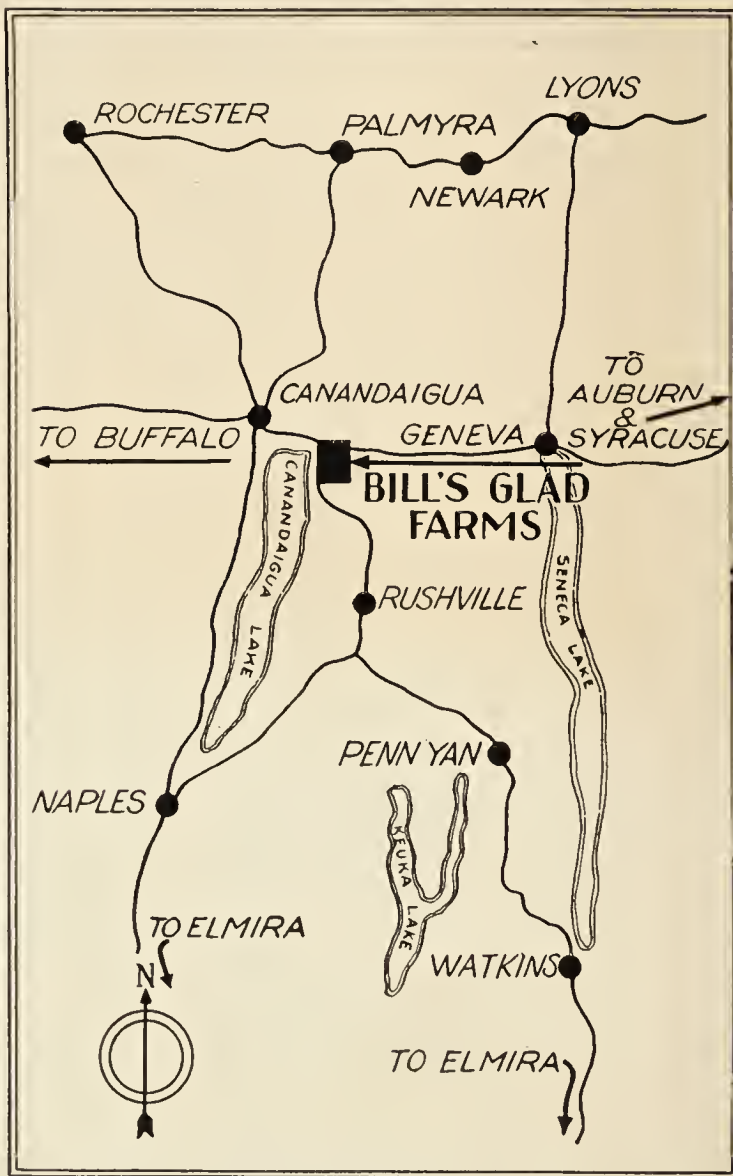 ROCHESTER
LYONS
PALMYRA
NEWARK
CANANDAIGUA
TO
AUBURN
&
SYRACUSE
TO BUFFALO
GENEVA
BILL'S GLAD
FARMS
CANANDAIGUA LAKE
SENECA LAKE
RUSHVILLE
PENN YAN
NAPLES
KEUKA LAKE
TO ELMIRA
N
WATKINS
TO ELMIRA